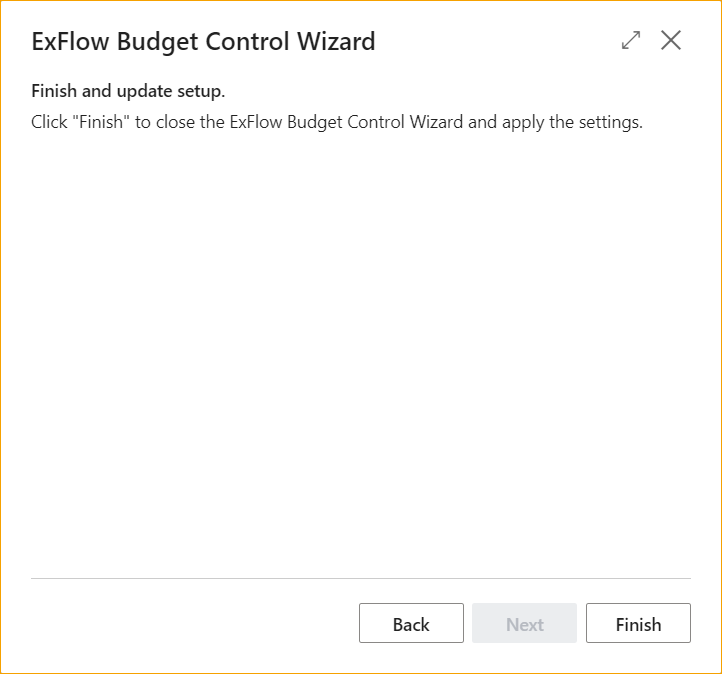 ExFlow Budget Control Wizard
Finish and update setup.
Click "Finish" to close the ExFlow Budget Control Wizard and apply the settings.
Back Next Finish